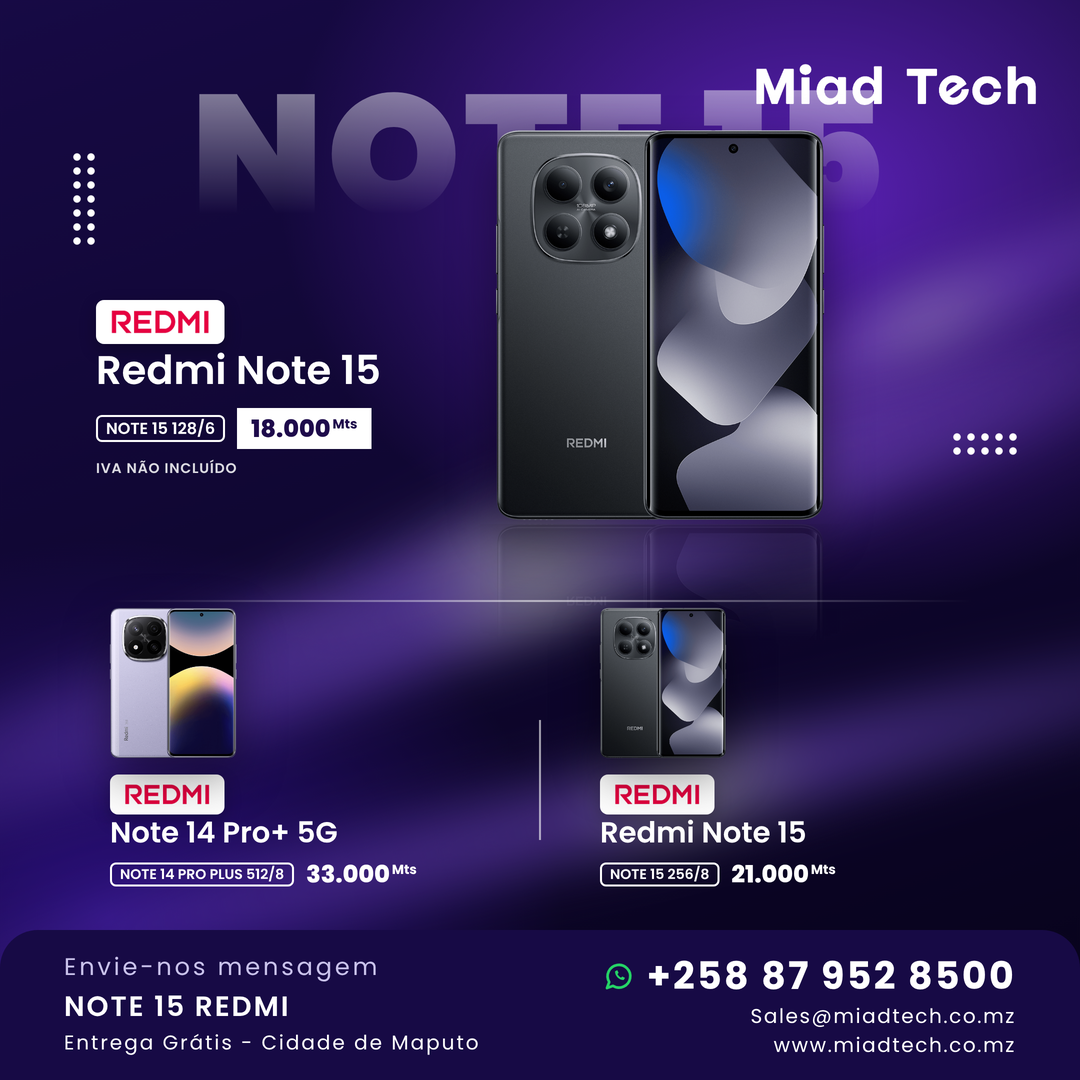 Miad Tech
NOTE 15
REDMI
Redmi Note 15
NOTE 15 128/6
18.000 Mts
IVA NÃO INCLUÍDO
REDMI
REDMI
Note 14 Pro+ 5G
NOTE 14 PRO PLUS 512/8
33.000 Mts
REDMI
REDMI
Redmi Note 15
NOTE 15 256/8
21.000 Mts
Envie-nos mensagem
NOTE 15 REDMI
Entrega Grátis - Cidade de Maputo
+258 87 952 8500
Sales@miadtech.co.mz
www.miadtech.co.mz